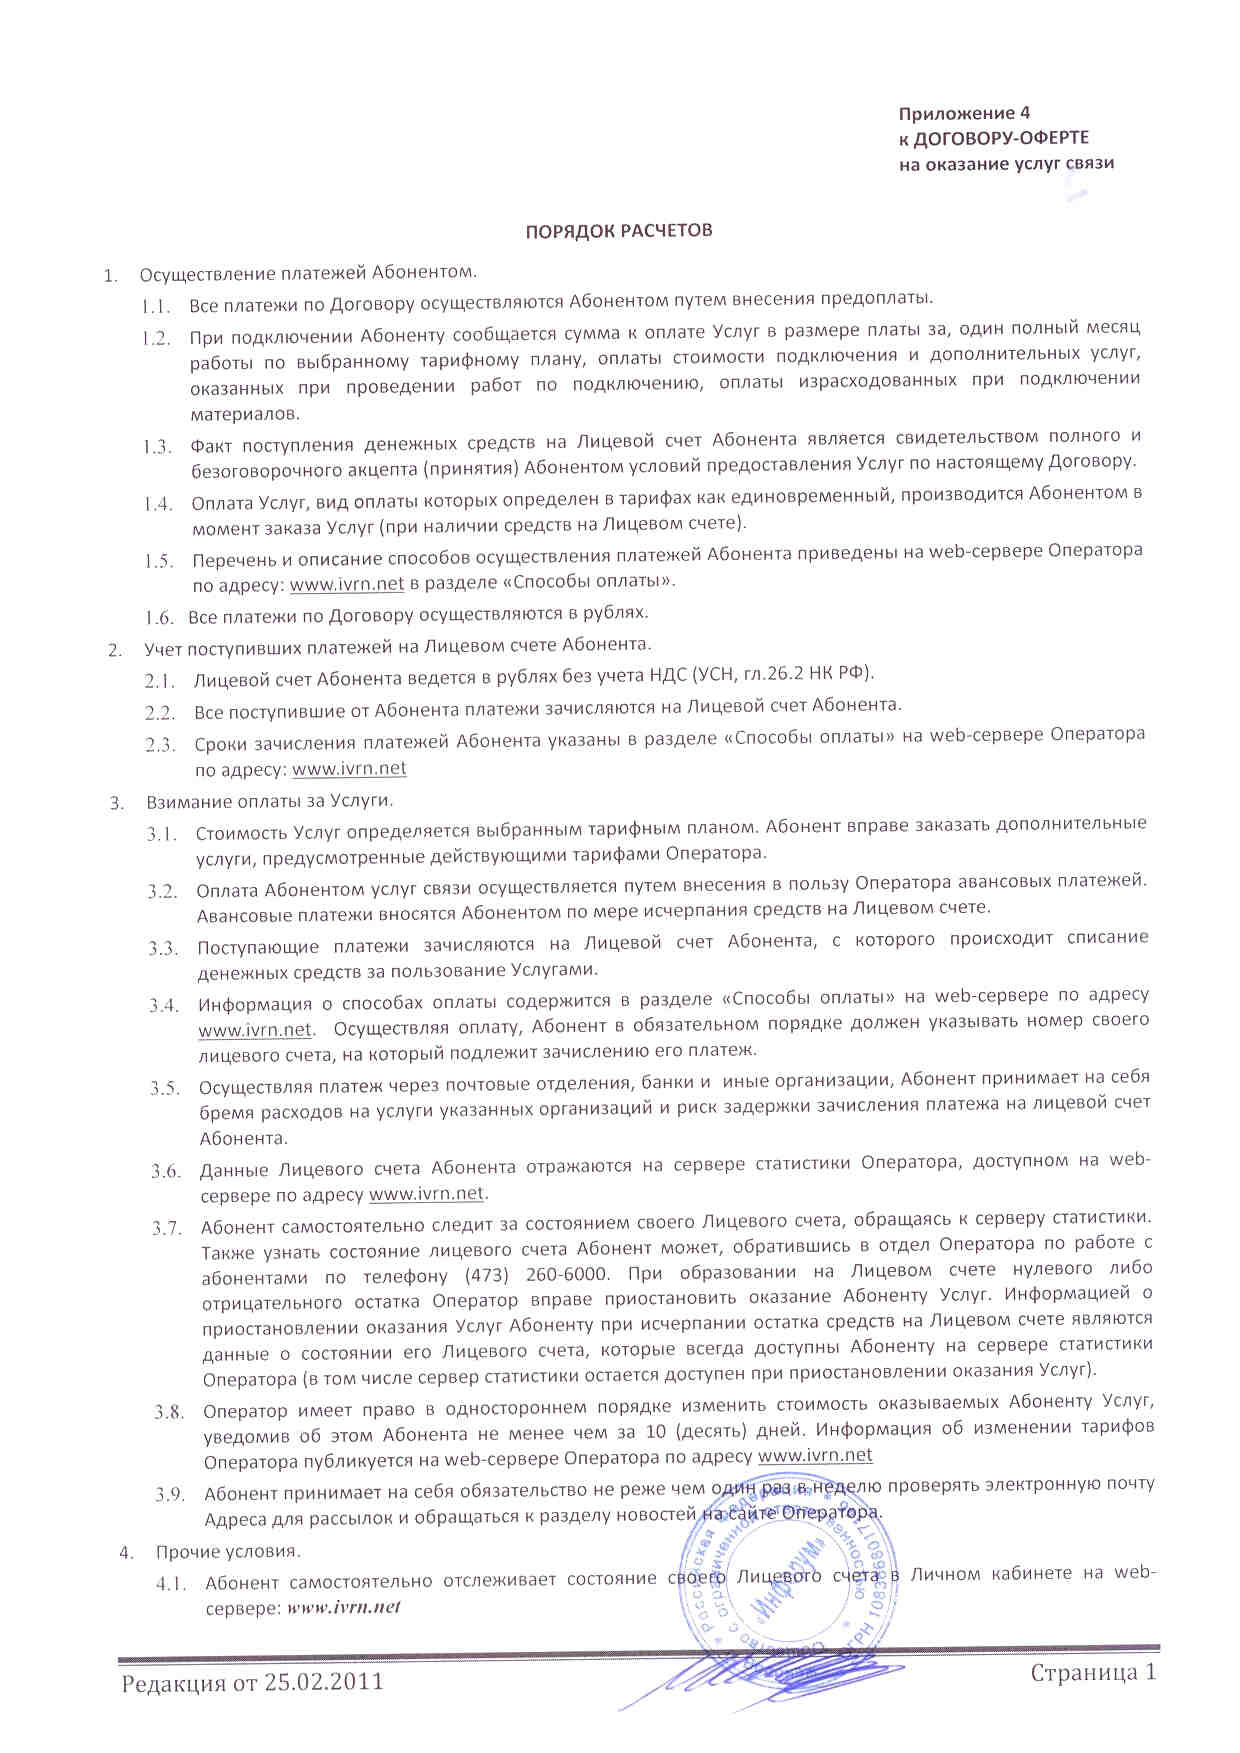 Приложение 4
к ДОГОВОРУ-ОФЕРТЕ
на оказание услуг связи
ПОРЯДОК РАСЧЕТОВ
1. Осуществление платежей Абонентом.
1.1. Все платежи по Договору осуществляются Абонентом путем внесения предоплаты.
1.2. При подключении Абоненту сообщается сумма к оплате Услуг в размере платы за, один полный месяц
работы по выбранному тарифному плану, оплаты стоимости подключения и дополнительных услуг,
оказанных при проведении работ по подключению, оплаты израсходованных при подключении
материалов.
1.3. Факт поступления денежных средств на Лицевой счет Абонента является свидетельством полного и
безоговорочного акцепта (принятия) Абонентом условий предоставления Услуг по настоящему Договору.
1.4. Оплата Услуг, вид оплаты которых определен в тарифах как единовременный, производится Абонентом в
момент заказа Услуг (при наличии средств на Лицевом счете).
1.5. Перечень и описание способов осуществления платежей Абонента приведены на web-сервере Оператора
по адресу: www.ivrn.net в разделе «Способы оплаты».
1.6. Все платежи по Договору осуществляются в рублях.
2. Учет поступивших платежей на Лицевом счете Абонента.
2.1. Лицевой счет Абонента ведется в рублях без учета НДС (УСН, гл.26.2 НК РФ).
2.2. Все поступившие от Абонента платежи зачисляются на Лицевой счет Абонента.
2.3. Сроки зачисления платежей Абонента указаны в разделе «Способы оплаты» на web-сервере Оператора
по адресу: www.ivrn.net
3. Взимание оплаты за Услуги.
3.1. Стоимость Услуг определяется выбранным тарифным планом. Абонент вправе заказать дополнительные
услуги, предусмотренные действующими тарифами Оператора.
3.2. Оплата Абонентом услуг связи осуществляется путем внесения в пользу Оператора авансовых платежей.
Авансовые платежи вносятся Абонентом по мере исчерпания средств на Лицевом счете.
3.3. Поступающие платежи зачисляются на Лицевой счет Абонента, с которого происходит списание
денежных средств за пользование Услугами.
3.4. Информация о способах оплаты содержится в разделе «Способы оплаты» на web-сервере по адресу
www.ivrn.net. Осуществляя оплату, Абонент в обязательном порядке должен указывать номер своего
лицевого счета, на который подлежит зачислению его платеж.
3.5. Осуществляя платеж через почтовые отделения, банки и иные организации, Абонент принимает на себя
бремя расходов на услуги указанных организаций и риск задержки зачисления платежа на лицевой счет
Абонента.
3.6. Данные Лицевого счета Абонента отражаются на сервере статистики Оператора, доступном на web-
сервере по адресу www.ivrn.net.
3.7. Абонент самостоятельно следит за состоянием своего Лицевого счета, обращаясь к серверу статистики.
Также узнать состояние лицевого счета Абонент может, обратившись в отдел Оператора по работе с
абонентами по телефону (473) 260-6000. При образовании на Лицевом счете нулевого либо
отрицательного остатка Оператор вправе приостановить оказание Абоненту Услуг. Информацией о
приостановлении оказания Услуг Абоненту при исчерпании остатка средств на Лицевом счете являются
данные о состоянии его Лицевого счета, которые всегда доступны Абоненту на сервере статистики
Оператора (в том числе сервер статистики остается доступен при приостановлении оказания Услуг).
3.8. Оператор имеет право в одностороннем порядке изменить стоимость оказываемых Абоненту Услуг,
уведомив об этом Абонента не менее чем за 10 (десять) дней. Информация об изменении тарифов
Оператора публикуется на web-сервере Оператора по адресу www.ivrn.net
3.9. Абонент принимает на себя обязательство не реже чем один раз в неделю проверять электронную почту
Адреса для рассылок и обращаться к разделу новостей на сайте Оператора.
4. Прочие условия.
4.1. Абонент самостоятельно отслеживает состояние своего Лицевого счета в Личном кабинете на web-
сервере: www.ivrn.net
Российская Федерация
Общество с ограниченной ответственностью
«Информ»
Редакция от 25.02.2011
Страница 1